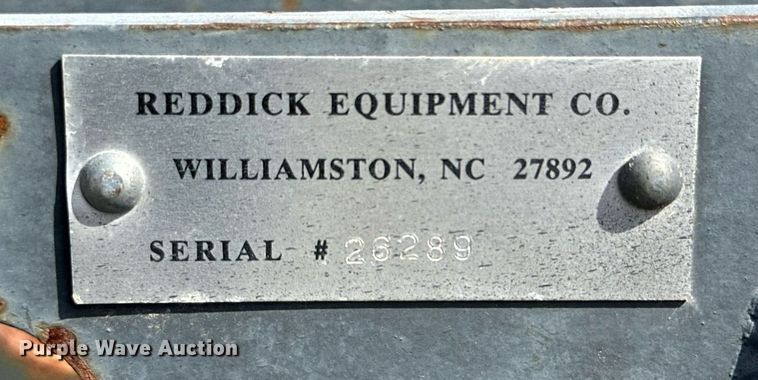 REDDICK EQUIPMENT CO.
WILLIAMSTON, NC 27892
SERIAL # 26289
Purple Wave Auction